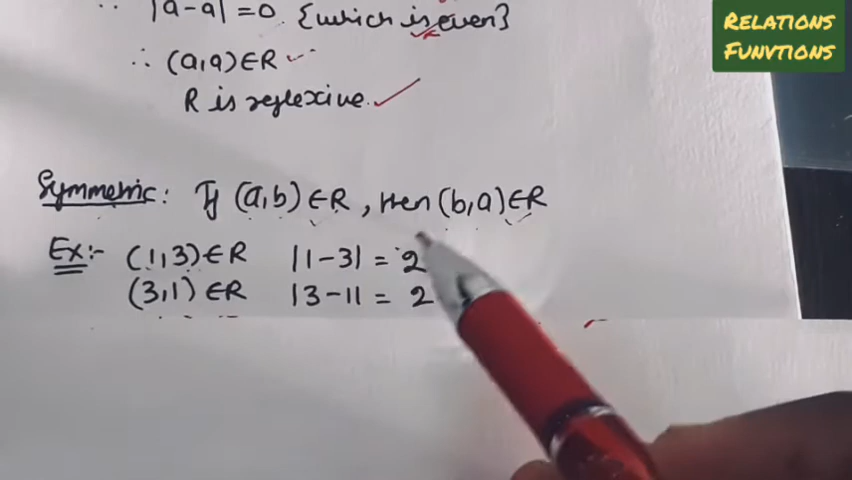 ∵ |a-a| = 0. {which is even}
∴ (a,a)∈R
R is reflexive.
Symmetric: If (a,b)∈R, then (b,a)∈R
Ex:- (1,3)∈R |1-3| = 2
(3,1)∈R |3-1| = 2
RELATIONS
FUNVTIONS